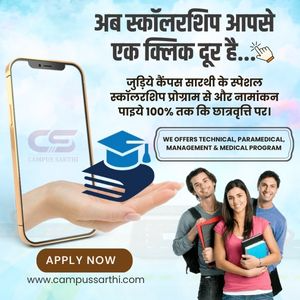 अब स्कॉलरशिप आपसे
एक क्लिक दूर है...
जुड़िये कैंपस सारथी के स्पेशल
स्कॉलरशिप प्रोग्राम से और नामांकन
पाइये 100% तक कि छात्रवृत्ति पर।
WE OFFERS TECHNICAL, PARAMEDICAL,
MANAGEMENT & MEDICAL PROGRAM
CS
CAMPUS SARTHI
APPLY NOW
www.campussarthi.com